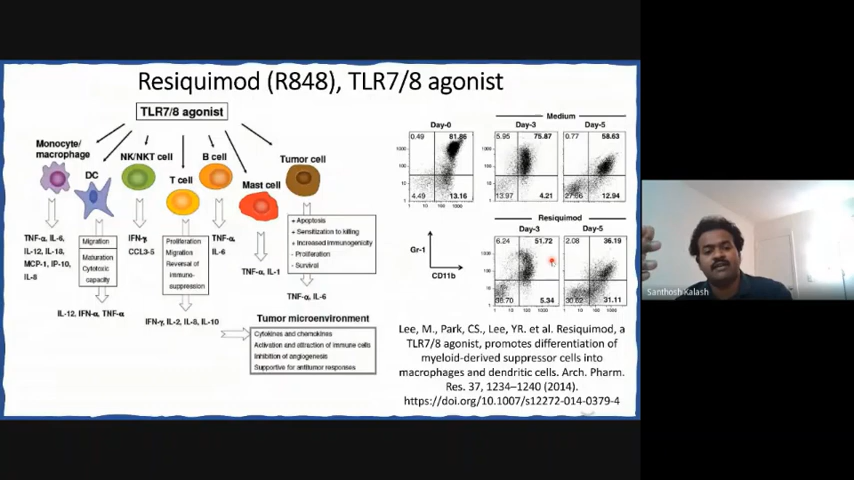 Resiquimod (R848), TLR7/8 agonist
TLR7/8 agonist
Monocyte/
macrophage
DC
NK/NKT cell
T cell
B cell
Mast cell
Tumor cell
TNF-α, IL-6,
IL-12, IL-18,
MCP-1, IP-10,
IL-8
Migration
Maturation
Cytotoxic
capacity
IL-12, IFN-α, TNF-α
IFN-γ,
CCL3-5
Proliferation
Migration
Reversal of
immuno-
suppression
IFN-γ, IL-2, IL-8, IL-10
TNF-α,
IL-6
TNF-α, IL-1
+ Apoptosis
+ Sensitization to killing
+ Increased immunogenicity
- Proliferation
- Survival
TNF-α, IL-6
Tumor microenvironment
Cytokines and chemokines
Activation and attraction of immune cells
Inhibition of angiogenesis
Supportive for antitumor responses
Medium
Day-0
Day-3
Day-5
0.49
81.86
4.49
13.16
5.95
75.87
13.97
4.21
0.77
58.63
12.94
Resiquimod
Day-3
Day-5
6.24
51.72
5.34
2.08
36.19
31.11
Gr-1
CD11b
Lee, M., Park, CS., Lee, YR. et al. Resiquimod, a
TLR7/8 agonist, promotes differentiation of
myeloid-derived suppressor cells into
macrophages and dendritic cells. Arch. Pharm.
Res. 37, 1234–1240 (2014).
https://doi.org/10.1007/s12272-014-0379-4
Santhosh Kalash